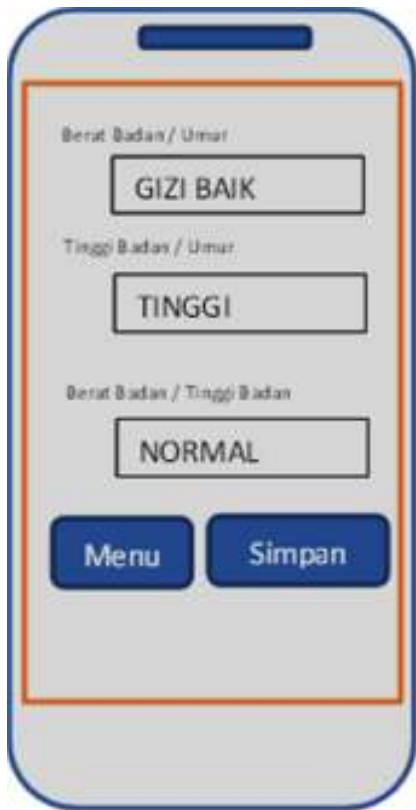 Berat Badan / Umur
GIZI BAIK
Tinggi Badan / Umur
TINGGI
Berat Badan / Tinggi Badan
NORMAL
Menu
Simpan